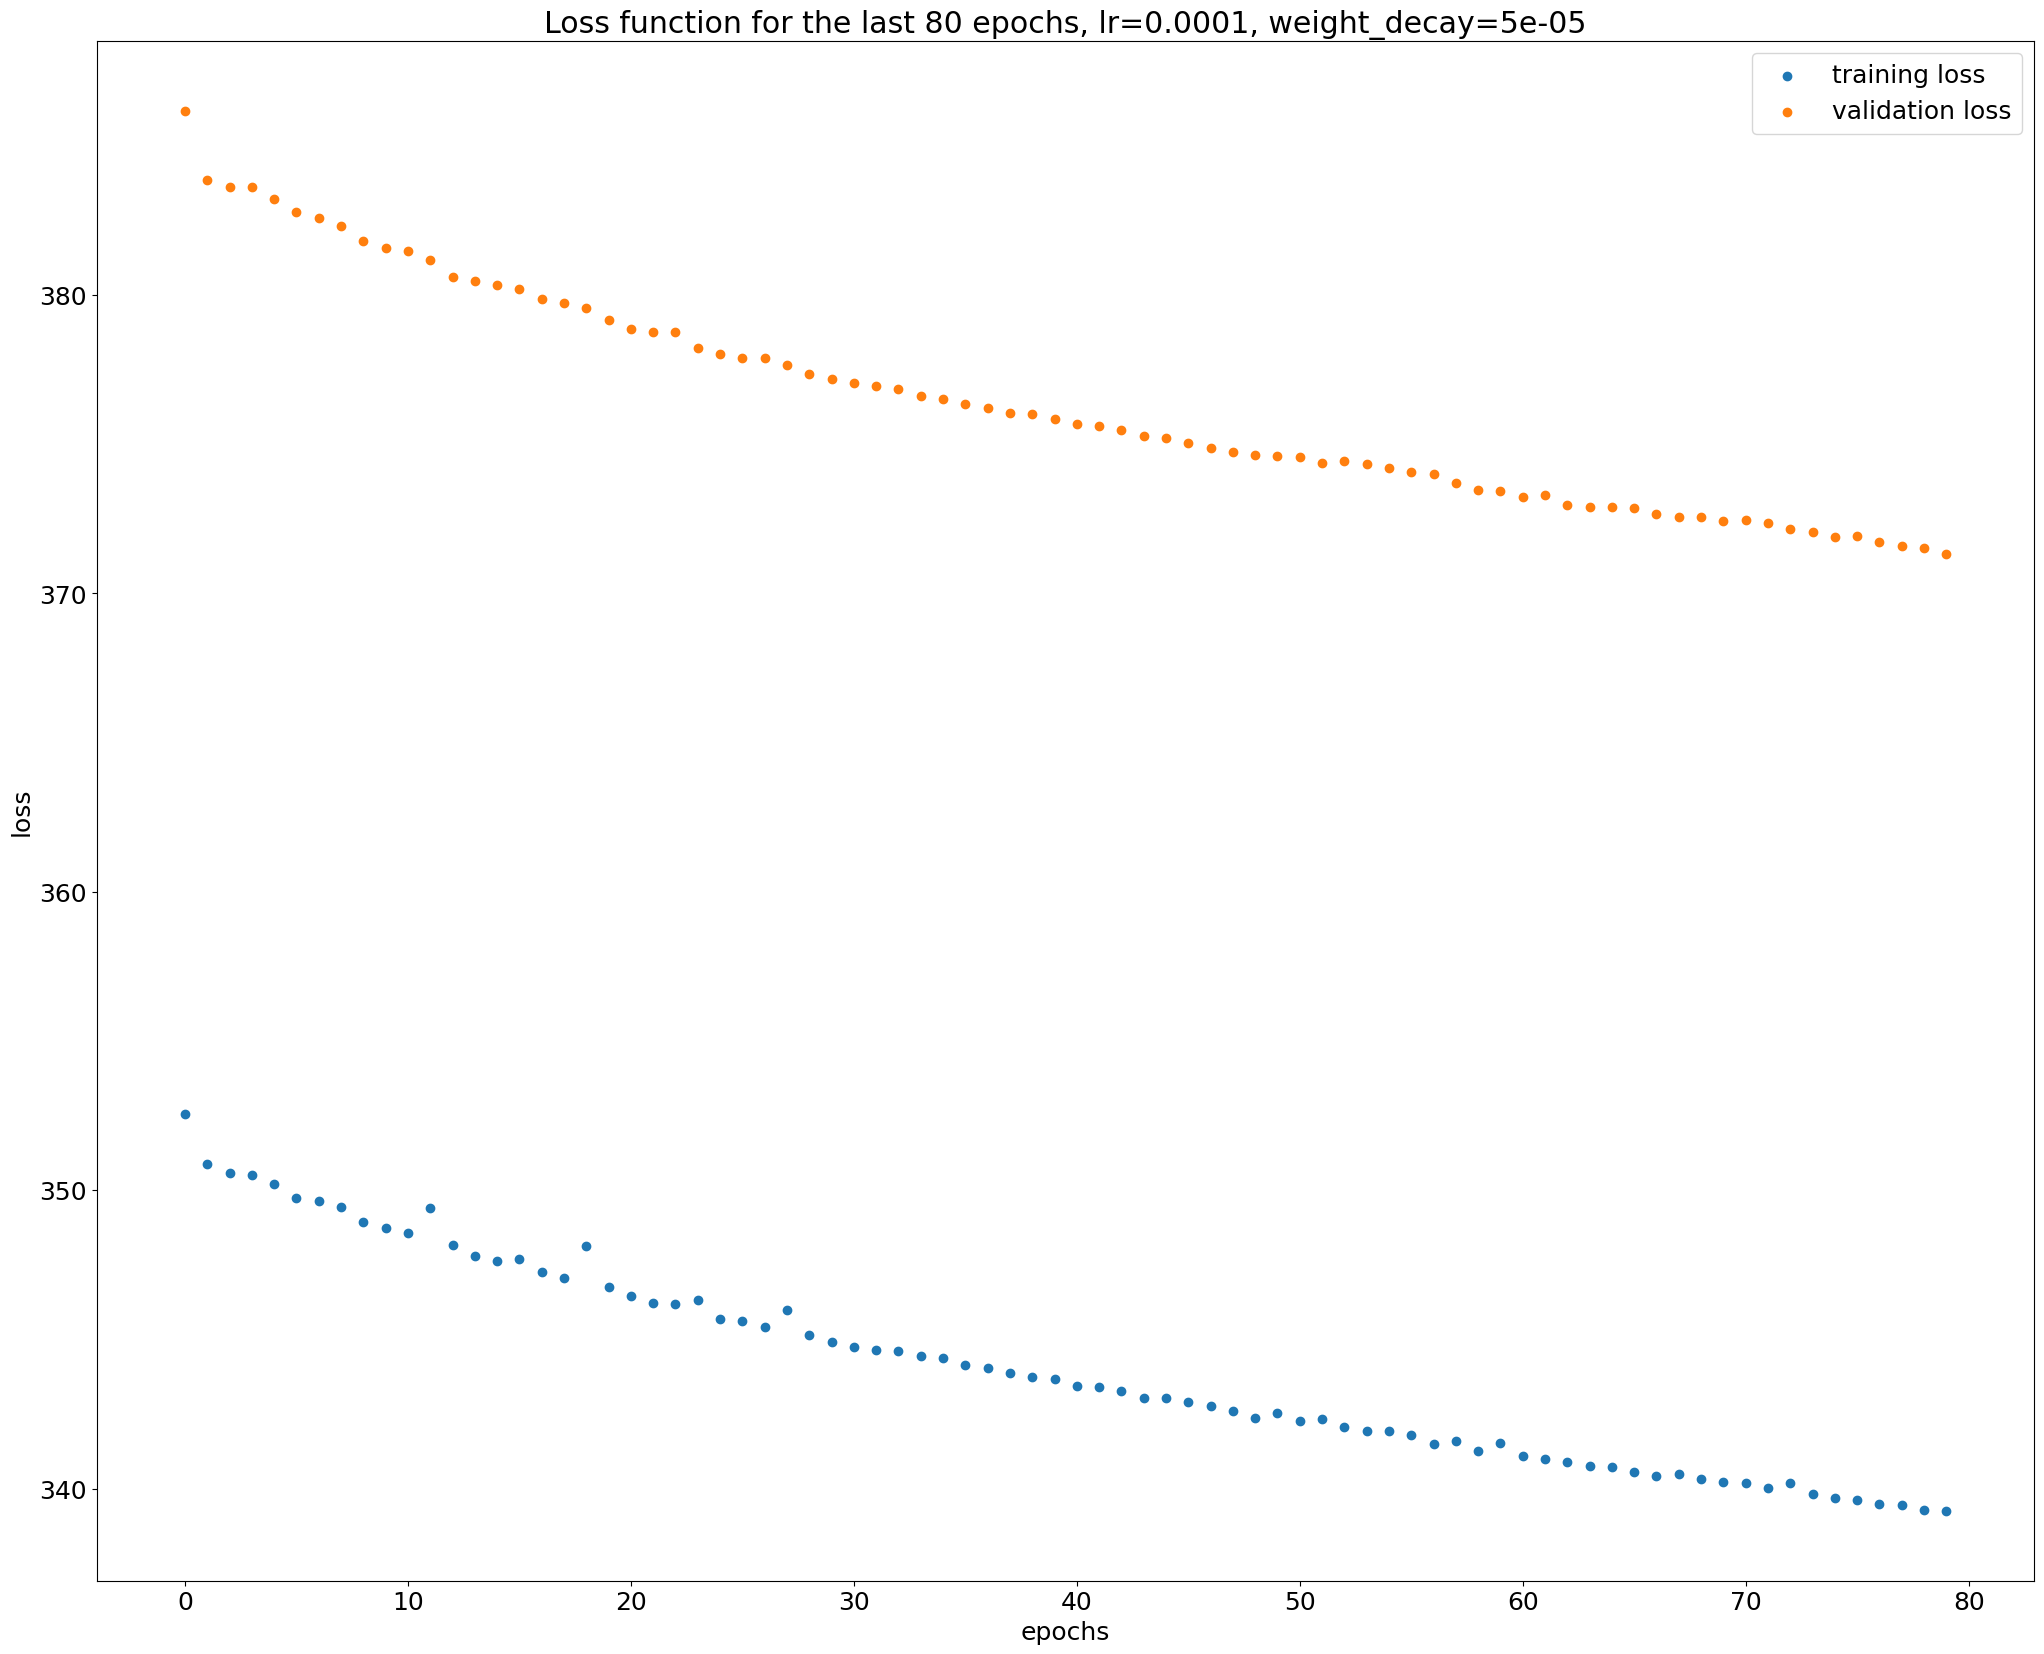 Loss function for the last 80 epochs, lr=0.0001, weight_decay=5e-05
training loss
validation loss
380
370
360
350
340
loss
0 10 20 30 40 50 60 70 80
epochs